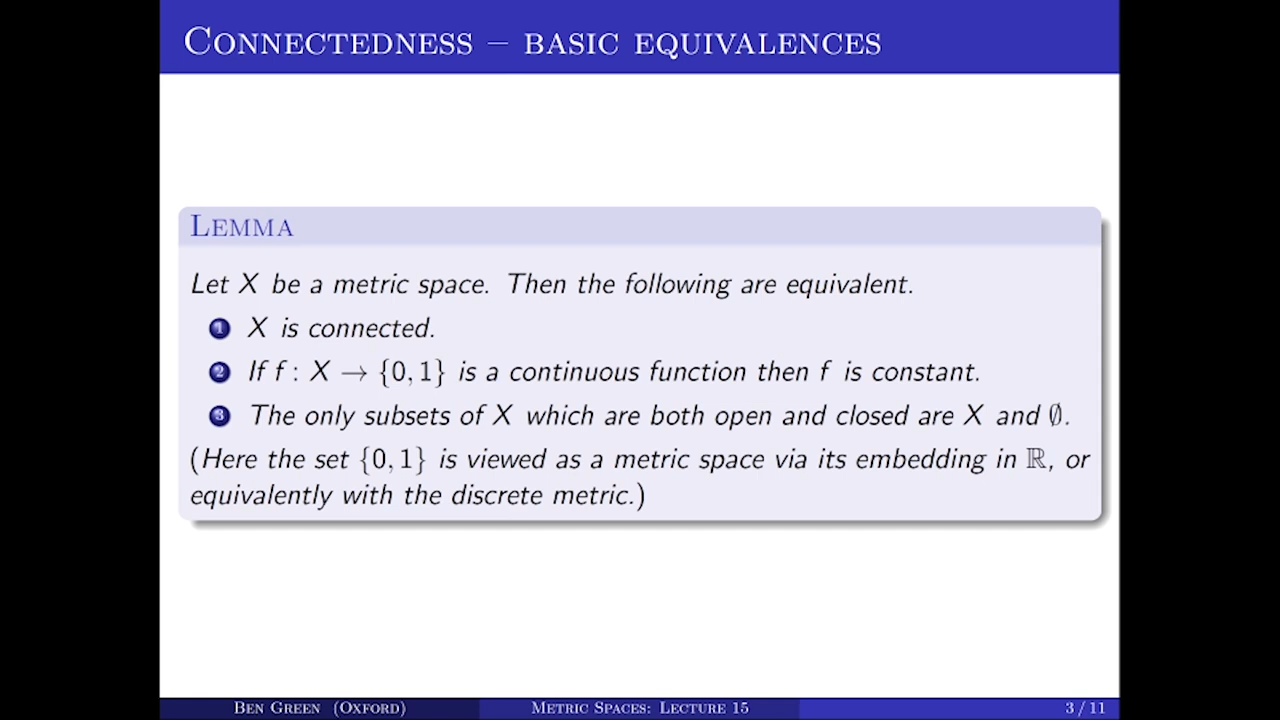 CONNECTEDNESS – BASIC EQUIVALENCES
LEMMA
Let X be a metric space. Then the following are equivalent.
1 X is connected.
2 If f : X → {0, 1} is a continuous function then f is constant.
3 The only subsets of X which are both open and closed are X and ∅.
(Here the set {0, 1} is viewed as a metric space via its embedding in ℝ, or
equivalently with the discrete metric.)
BEN GREEN (OXFORD) METRIC SPACES: LECTURE 15 3 / 11